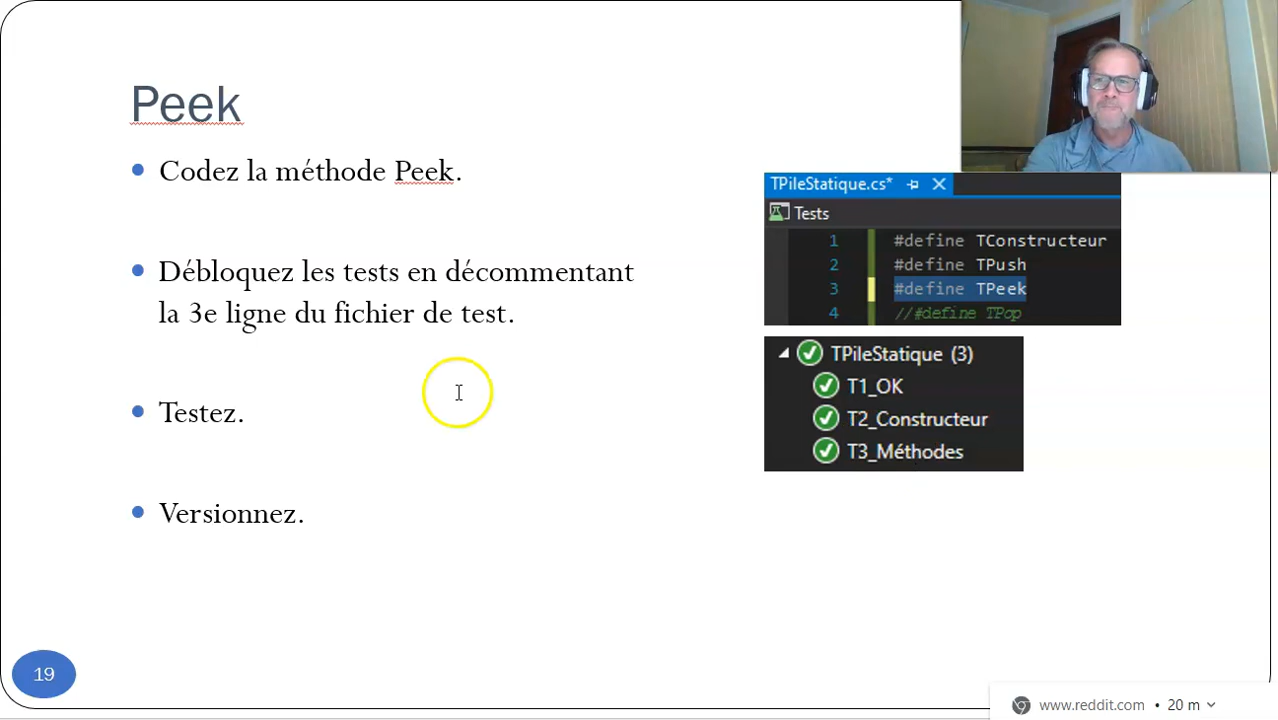 Peek
Codez la méthode Peek.
Débloquez les tests en décommentant
la 3e ligne du fichier de test.
Testez.
Versionnez.
19
TPileStatique.cs*
Tests
1 #define TConstructeur
2 #define TPush
3 #define TPeek
4 //#define TPop
TPileStatique (3)
T1_OK
T2_Constructeur
T3_Méthodes
www.reddit.com • 20 m